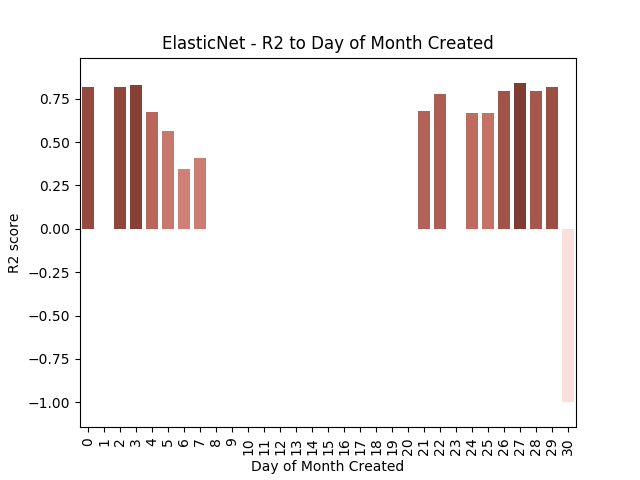 ElasticNet - R2 to Day of Month Created
R2 score
0.75
0.50
0.25
0.00
−0.25
−0.50
−0.75
−1.00
0 1 2 3 4 5 6 7 8 9 10 11 12 13 14 15 16 17 18 19 20 21 22 23 24 25 26 27 28 29 30
Day of Month Created